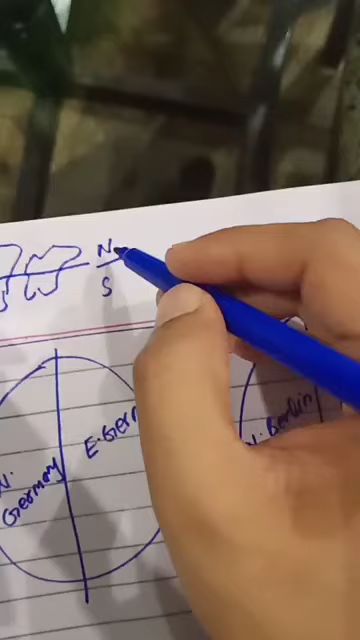 N
S
E. Germ
W. Germany
W. Berlin